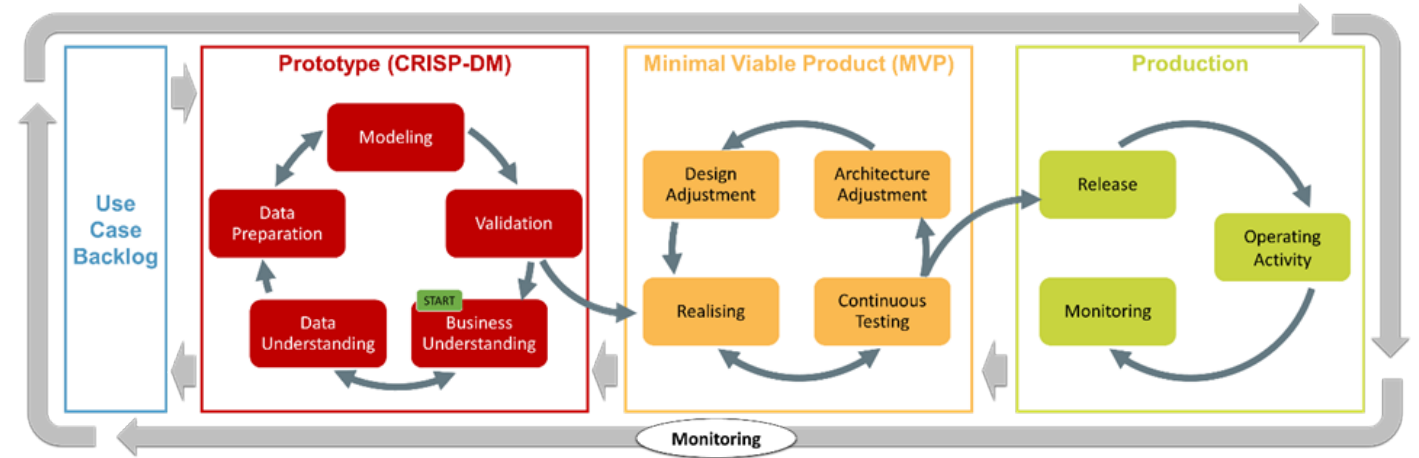 Prototype (CRISP-DM)
Minimal Viable Product (MVP)
Production
Use
Case
Backlog
Modeling
Data
Preparation
Validation
START
Data
Understanding
Business
Understanding
Design
Adjustment
Architecture
Adjustment
Realising
Continuous
Testing
Release
Operating
Activity
Monitoring
Monitoring